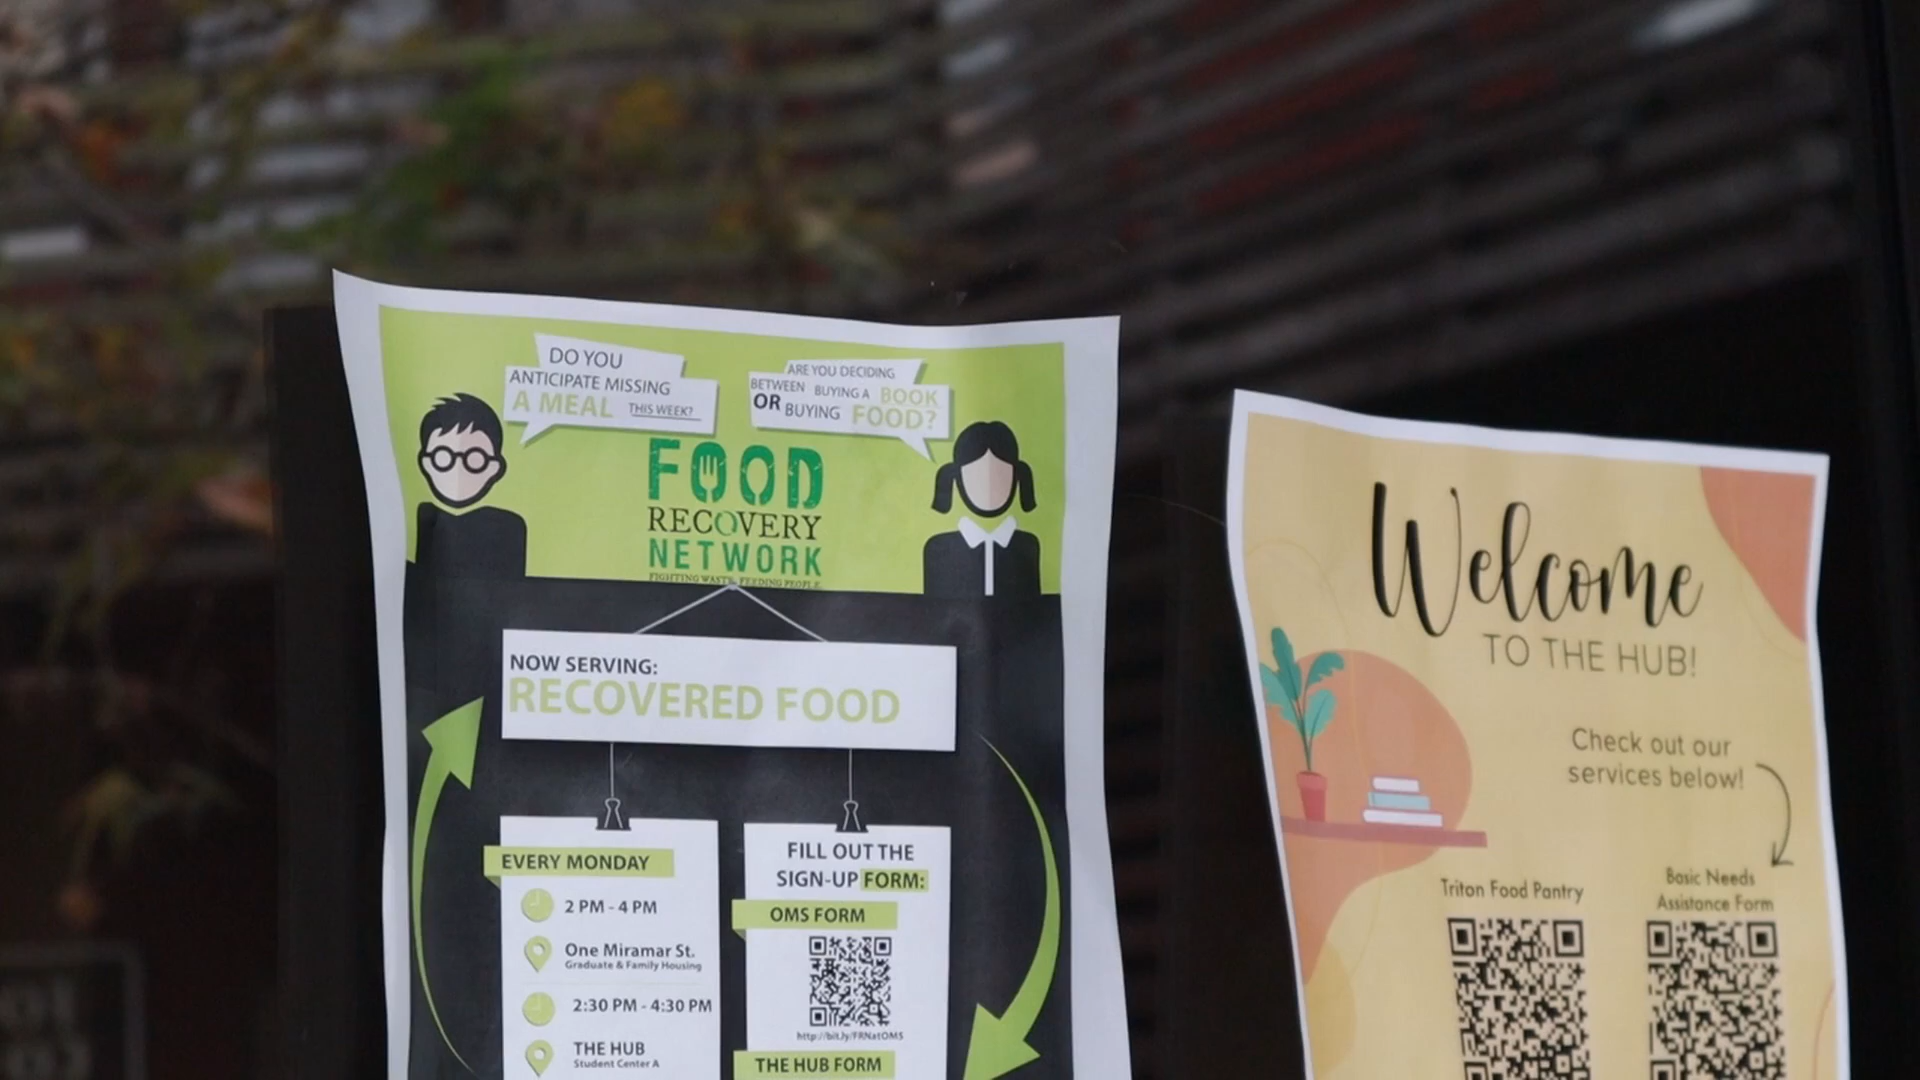 DO YOU
ANTICIPATE MISSING
A MEAL THIS WEEK?
ARE YOU DECIDING
BETWEEN BUYING A BOOK
OR BUYING FOOD?
FOOD
RECOVERY
NETWORK
FIGHTING WASTE. FEEDING PEOPLE.
NOW SERVING:
RECOVERED FOOD
EVERY MONDAY
2 PM - 4 PM
One Miramar St.
Graduate & Family Housing
2:30 PM - 4:30 PM
THE HUB
Student Center A
FILL OUT THE
SIGN-UP FORM:
OMS FORM
http://bit.ly/FRNatOMS
THE HUB FORM
Welcome
TO THE HUB!
Check out our
services below!
Triton Food Pantry
Basic Needs
Assistance Form